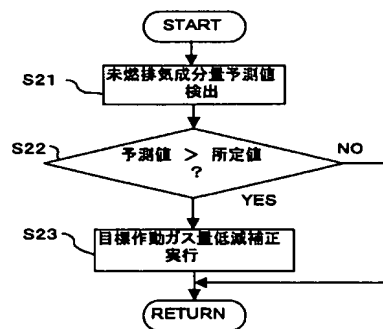 START
S21
未燃排気成分量予測値
検出
S22
予測値 ＞ 所定値
?
NO
YES
S23
目標作動ガス量低減補正
実行
RETURN